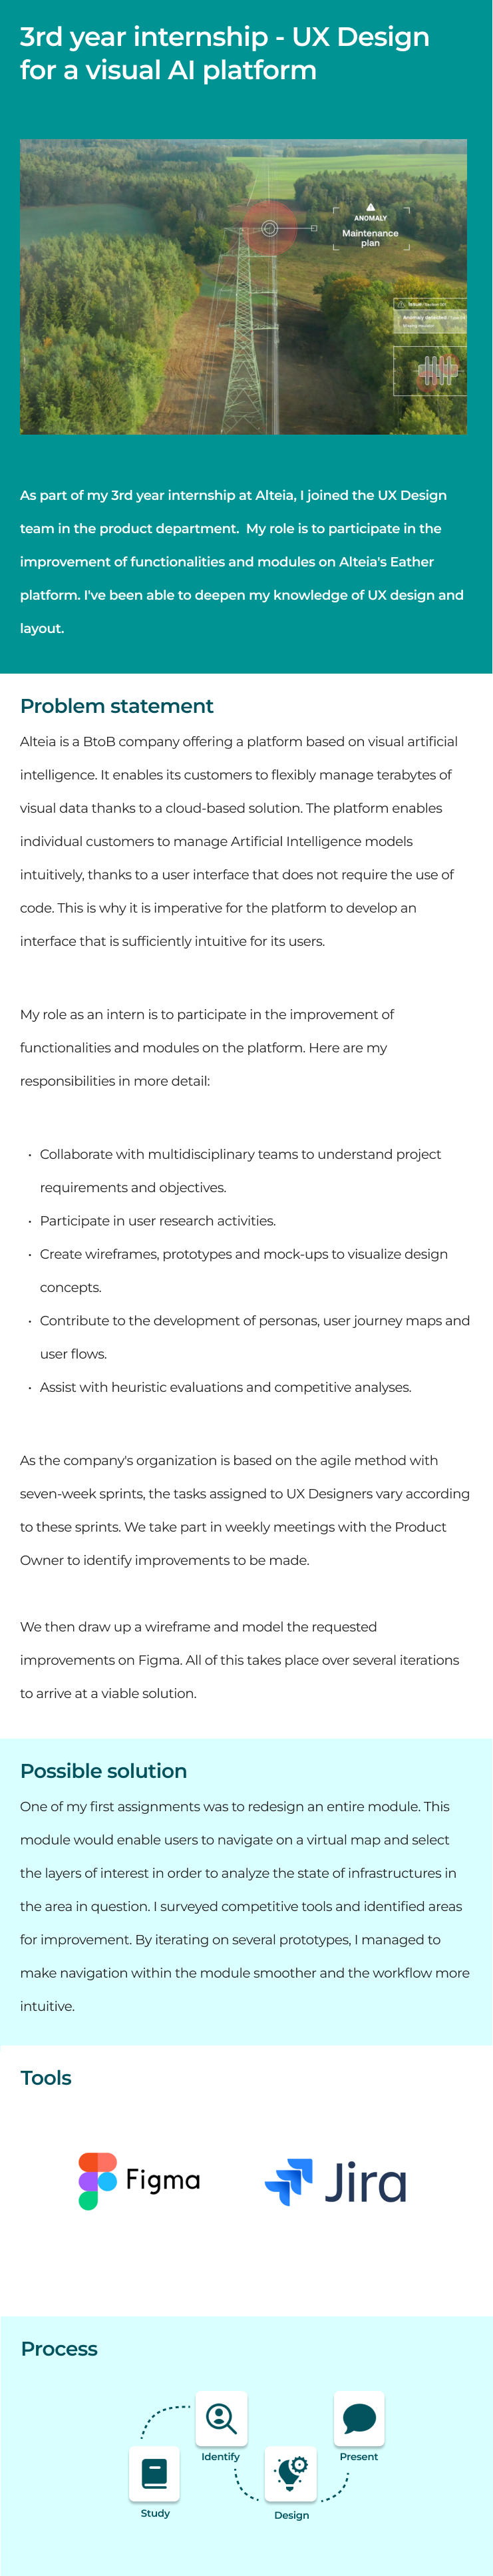 3rd year internship - UX Design
for a visual AI platform
ANOMALY
Maintenance
plan
Anomaly detected
As part of my 3rd year internship at Alteia, I joined the UX Design
team in the product department.  My role is to participate in the
improvement of functionalities and modules on Alteia's Eather
platform. I've been able to deepen my knowledge of UX design and
layout.
Problem statement
Alteia is a BtoB company offering a platform based on visual artificial
intelligence. It enables its customers to flexibly manage terabytes of
visual data thanks to a cloud-based solution. The platform enables
individual customers to manage Artificial Intelligence models
intuitively, thanks to a user interface that does not require the use of
code. This is why it is imperative for the platform to develop an
interface that is sufficiently intuitive for its users.
My role as an intern is to participate in the improvement of
functionalities and modules on the platform. Here are my
responsibilities in more detail:
• Collaborate with multidisciplinary teams to understand project
requirements and objectives.
• Participate in user research activities.
• Create wireframes, prototypes and mock-ups to visualize design
concepts.
• Contribute to the development of personas, user journey maps and
user flows.
• Assist with heuristic evaluations and competitive analyses.
As the company's organization is based on the agile method with
seven-week sprints, the tasks assigned to UX Designers vary according
to these sprints. We take part in weekly meetings with the Product
Owner to identify improvements to be made.
We then draw up a wireframe and model the requested
improvements on Figma. All of this takes place over several iterations
to arrive at a viable solution.
Possible solution
One of my first assignments was to redesign an entire module. This
module would enable users to navigate on a virtual map and select
the layers of interest in order to analyze the state of infrastructures in
the area in question. I surveyed competitive tools and identified areas
for improvement. By iterating on several prototypes, I managed to
make navigation within the module smoother and the workflow more
intuitive.
Tools
Figma
Jira
Process
Identify
Present
Study
Design